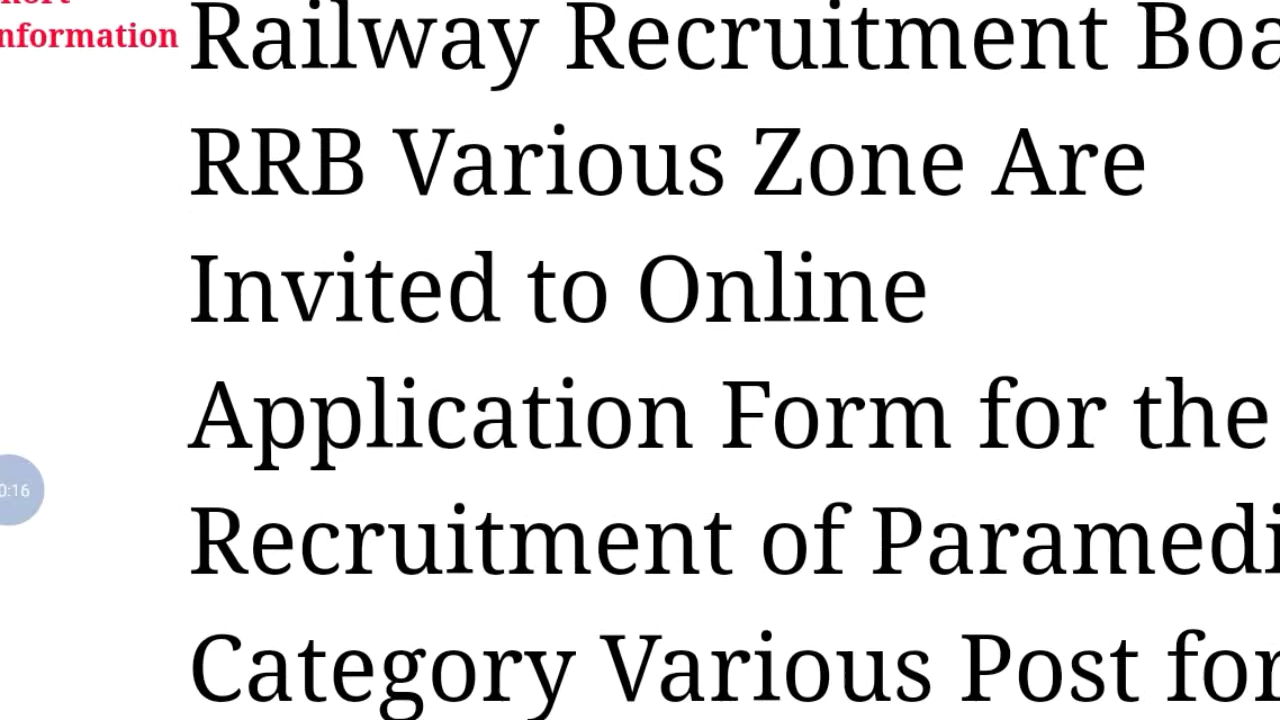 nformation
Railway Recruitment Boa
RRB Various Zone Are
Invited to Online
Application Form for the
Recruitment of Paramedi
Category Various Post for
0:16